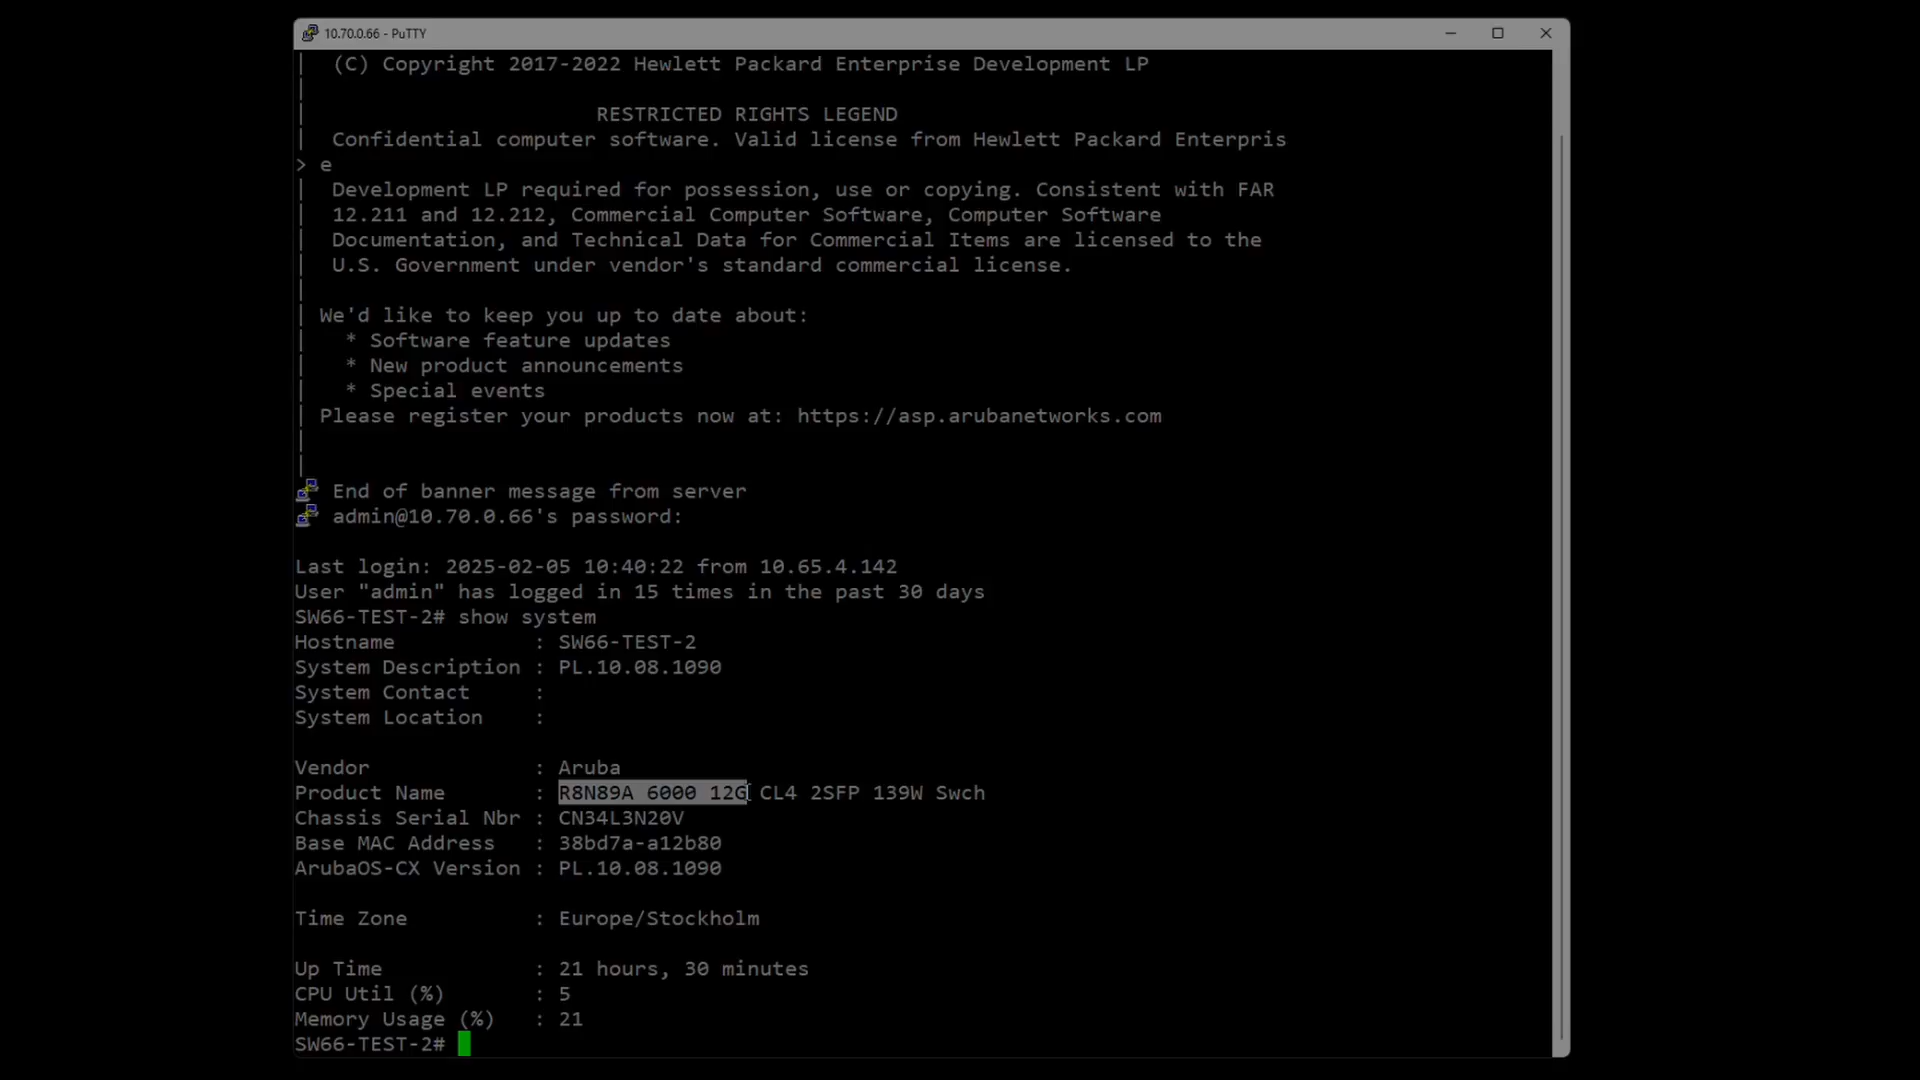 10.70.0.66 - PuTTY
|  (C) Copyright 2017-2022 Hewlett Packard Enterprise Development LP
|
|                       RESTRICTED RIGHTS LEGEND
|  Confidential computer software. Valid license from Hewlett Packard Enterpris
> e
|  Development LP required for possession, use or copying. Consistent with FAR
|  12.211 and 12.212, Commercial Computer Software, Computer Software
|  Documentation, and Technical Data for Commercial Items are licensed to the
|  U.S. Government under vendor's standard commercial license.
|
| We'd like to keep you up to date about:
|   * Software feature updates
|   * New product announcements
|   * Special events
| Please register your products now at: https://asp.arubanetworks.com
|
|
End of banner message from server
admin@10.70.0.66's password:
Last login: 2025-02-05 10:40:22 from 10.65.4.142
User "admin" has logged in 15 times in the past 30 days
SW66-TEST-2# show system
Hostname           : SW66-TEST-2
System Description : PL.10.08.1090
System Contact     :
System Location    :
Vendor             : Aruba
Product Name       : R8N89A 6000 12G CL4 2SFP 139W Swch
Chassis Serial Nbr : CN34L3N20V
Base MAC Address   : 38bd7a-a12b80
ArubaOS-CX Version : PL.10.08.1090
Time Zone          : Europe/Stockholm
Up Time            : 21 hours, 30 minutes
CPU Util (%)       : 5
Memory Usage (%)   : 21
SW66-TEST-2#